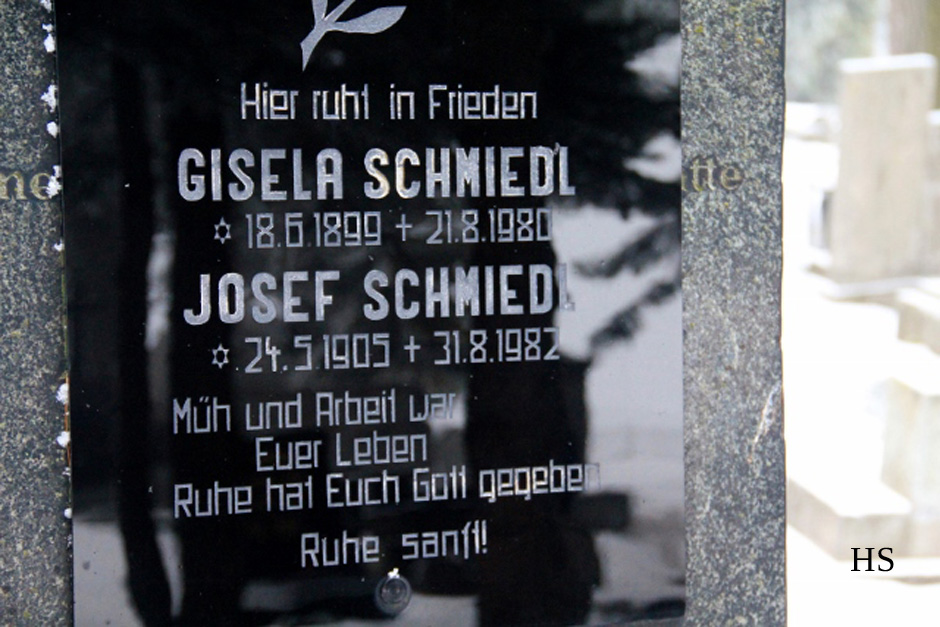 Hier ruht in Frieden
GISELA SCHMIEDL
✡ 18.6.1899 + 21.8.1980
JOSEF SCHMIEDL
✡ 24.5.1905 + 31.8.1982
Müh und Arbeit war
Euer Leben
Ruhe hat Euch Gott gegeben
Ruhe sanft!
HS